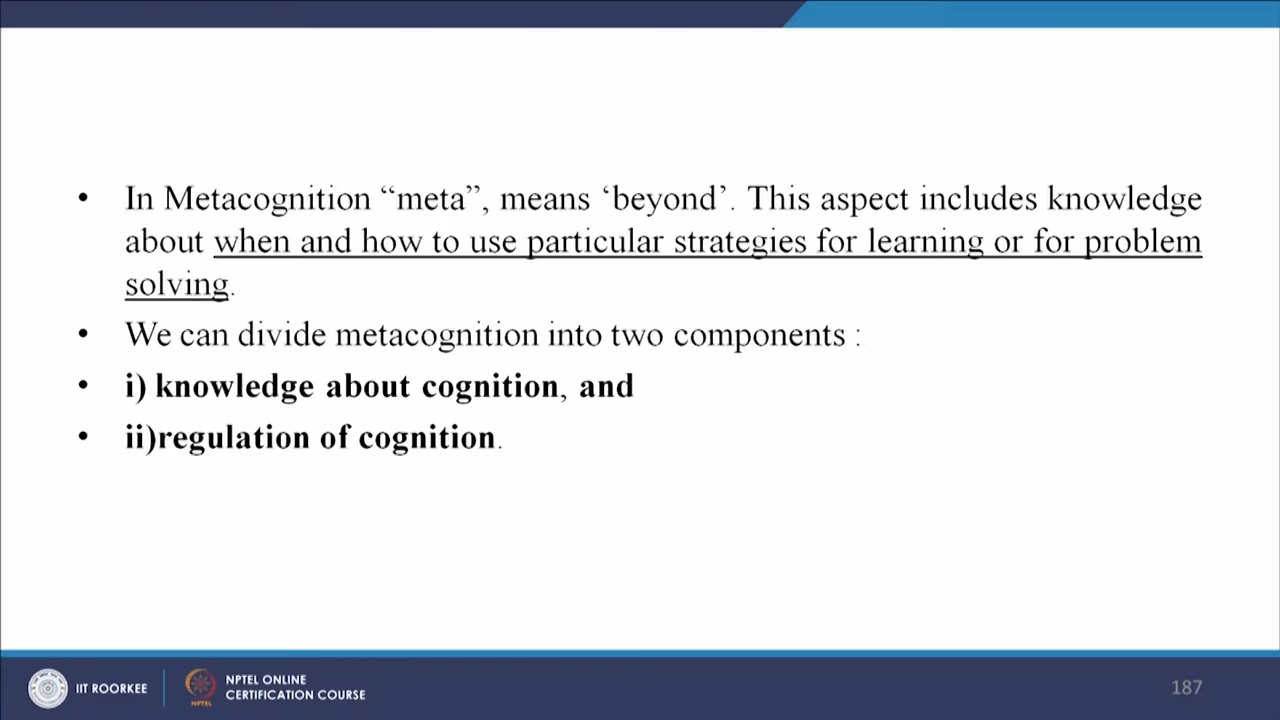 • In Metacognition “meta”, means ‘beyond’. This aspect includes knowledge
about when and how to use particular strategies for learning or for problem
solving.
• We can divide metacognition into two components :
• i) knowledge about cognition, and
• ii)regulation of cognition.
IIT ROORKEE
NPTEL
NPTEL ONLINE
CERTIFICATION COURSE
187